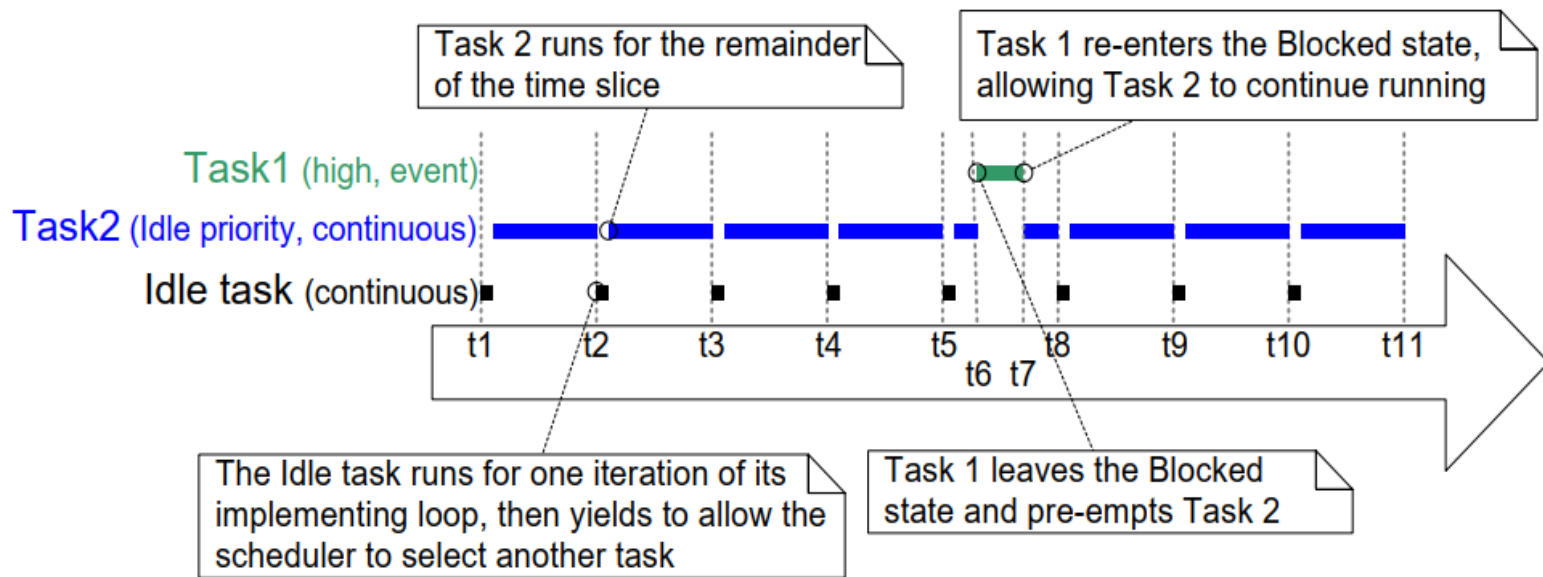 Task 2 runs for the remainder
of the time slice
Task 1 re-enters the Blocked state,
allowing Task 2 to continue running
Task1 (high, event)
Task2 (Idle priority, continuous)
Idle task (continuous)
t1 t2 t3 t4 t5 t8 t9 t10 t11
t6 t7
The Idle task runs for one iteration of its
implementing loop, then yields to allow the
scheduler to select another task
Task 1 leaves the Blocked
state and pre-empts Task 2